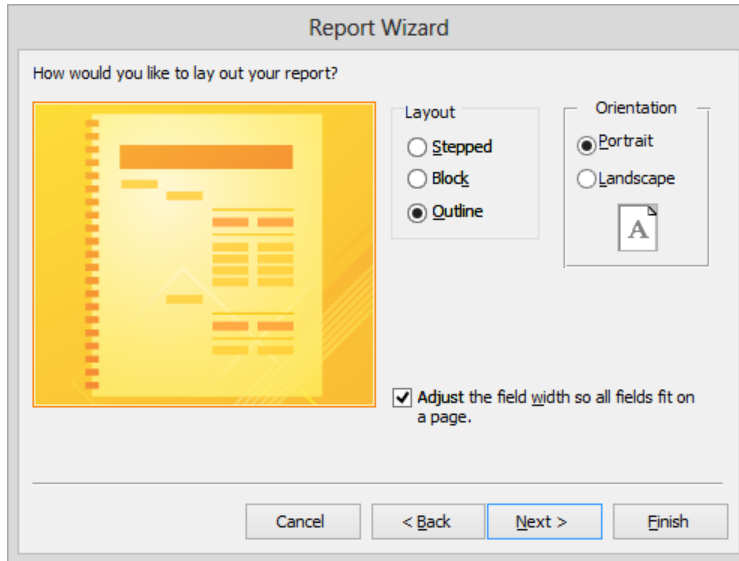 Report Wizard
How would you like to lay out your report?
Layout
Stepped
Block
Outline
Orientation
Portrait
Landscape
A
Adjust the field width so all fields fit on
a page.
Cancel
< Back
Next >
Finish